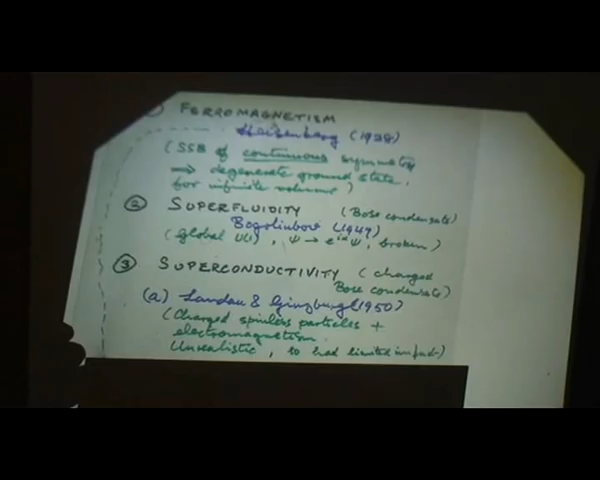 FERROMAGNETISM
Heisenberg (1928)
(SSB of continuous symmetry
⟹ degenerate ground state,
for infinite volume)
② SUPERFLUIDITY (Bose condensate)
Bogoliubov (1947)
(Global U(1), ψ → e^{iα}ψ, broken)
③ SUPERCONDUCTIVITY (charged
Bose condensate)
(a) Landau & Ginzburg (1950)
(Charged spinless particles +
electromagnetism.
Unrealistic, so had limited impact)